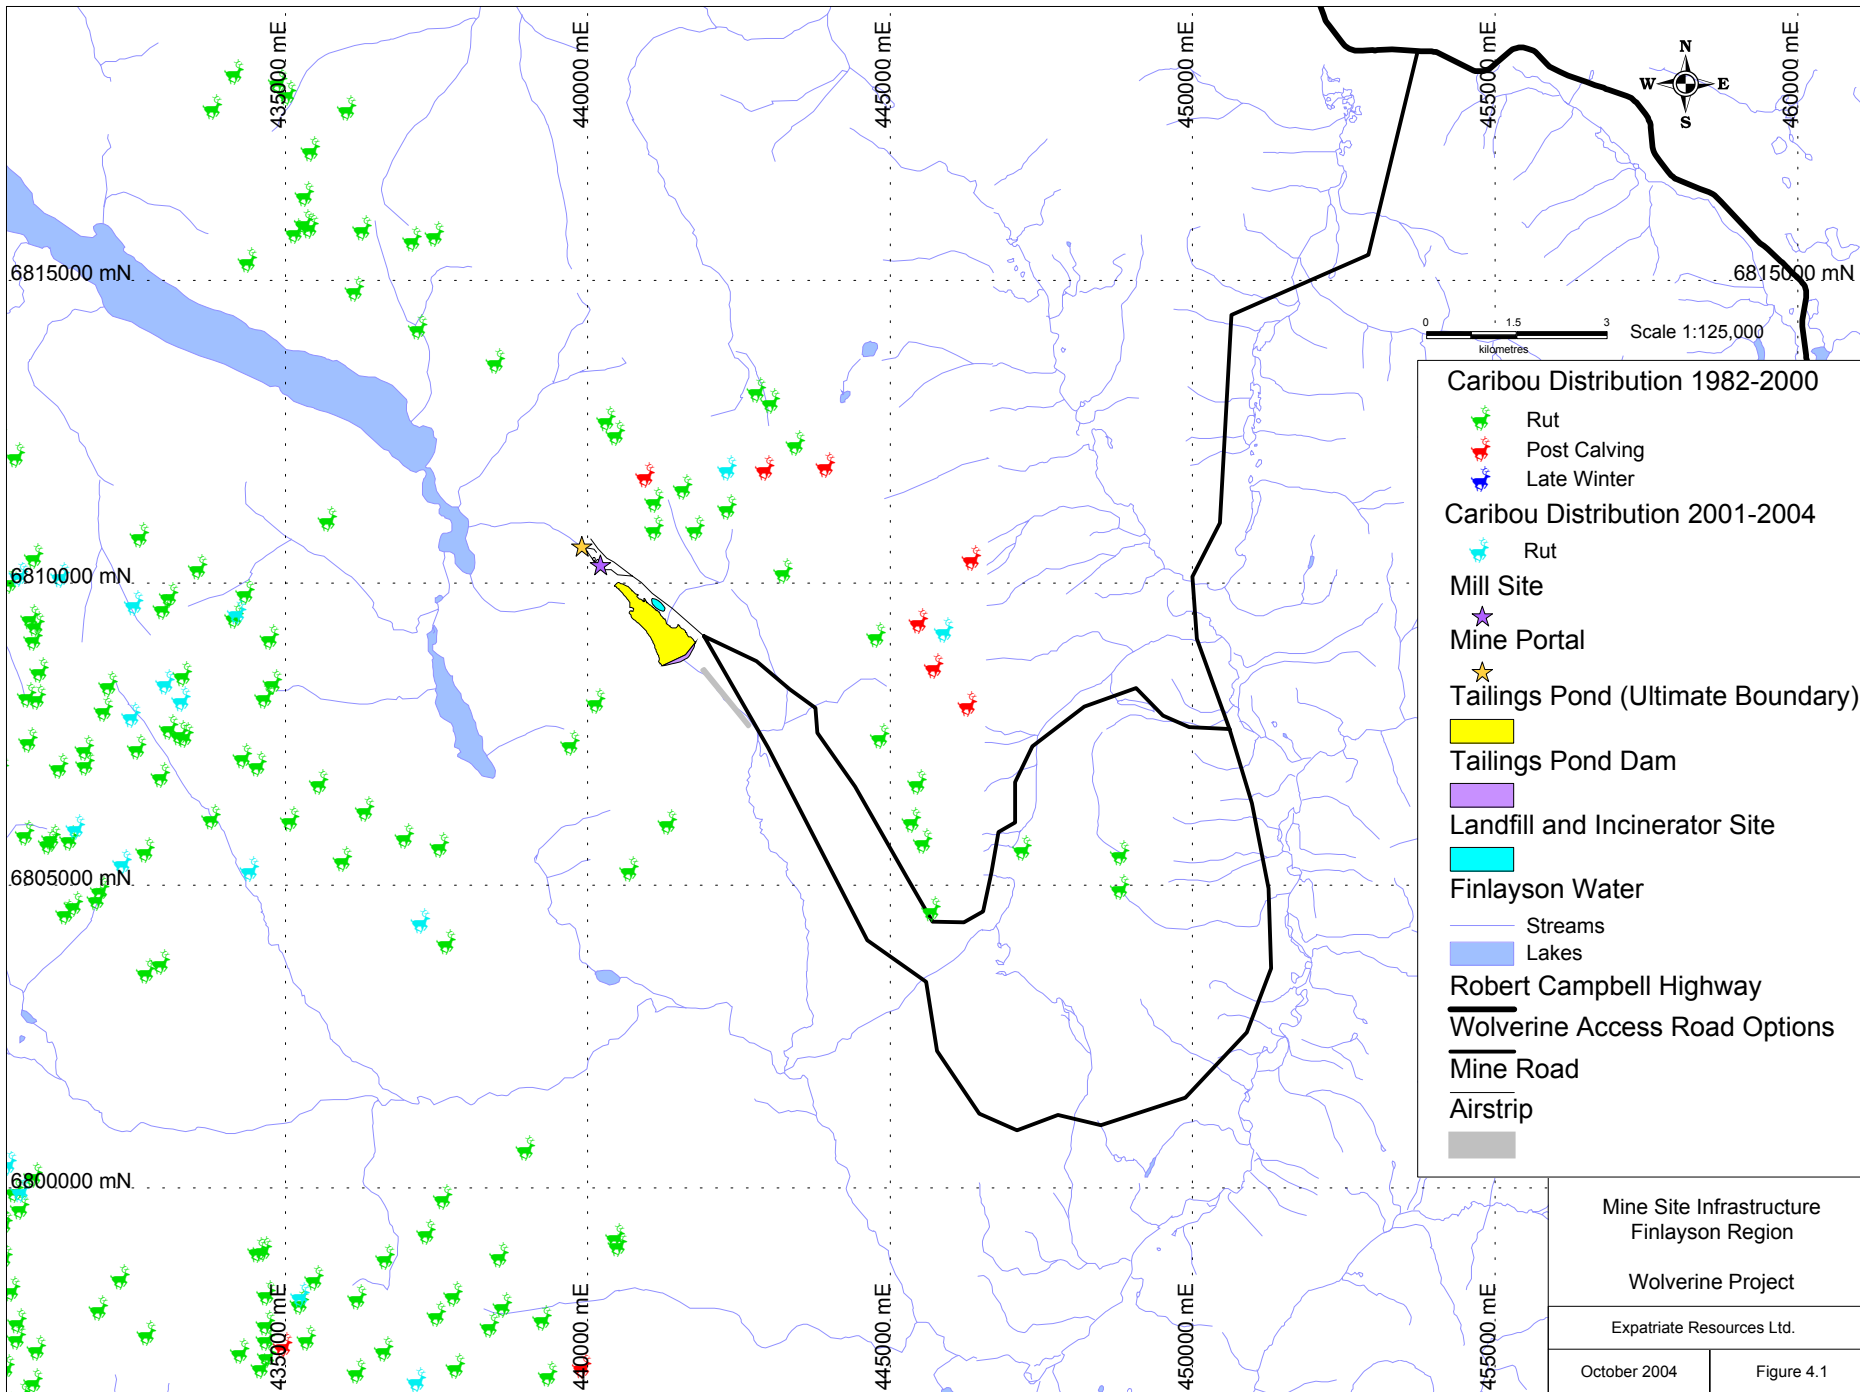 435000 mE
440000 mE
445000 mE
450000 mE
455000 mE
460000 mE
N
W E
S
6815000 mN
6815000 mN
0 1.5 3
kilometres
Scale 1:125,000
Caribou Distribution 1982-2000
Rut
Post Calving
Late Winter
Caribou Distribution 2001-2004
Rut
Mill Site
Mine Portal
Tailings Pond (Ultimate Boundary)
Tailings Pond Dam
Landfill and Incinerator Site
Finlayson Water
Streams
Lakes
Robert Campbell Highway
Wolverine Access Road Options
Mine Road
Airstrip
6810000 mN
6805000 mN
6800000 mN
435000 mE
440000 mE
445000 mE
450000 mE
455000 mE
Mine Site Infrastructure
Finlayson Region
Wolverine Project
Expatriate Resources Ltd.
October 2004
Figure 4.1